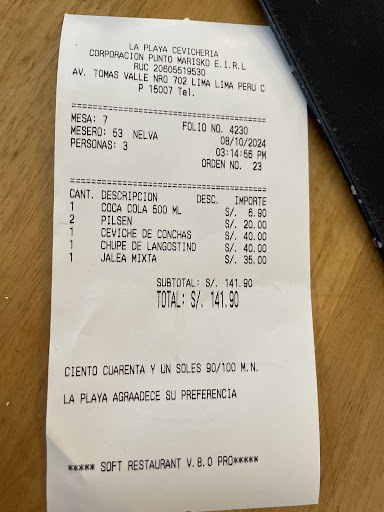 LA PLAYA CEVICHERIA
CORPORACION PUNTO MARISKO E.I.R.L
RUC 20605519530
AV. TOMAS VALLE NRO 702 LIMA LIMA PERU C
P 15007 Tel.
========================================
MESA: 7 FOLIO NO. 4230
MESERO: 53 NELVA 08/10/2024
PERSONAS: 3 03:14:56 PM
ORDEN NO. 23
========================================
CANT. DESCRIPCION DESC. IMPORTE
1 COCA COLA 500 ML S/. 6.90
2 PILSEN S/. 20.00
1 CEVICHE DE CONCHAS S/. 40.00
1 CHUPE DE LANGOSTINO S/. 40.00
1 JALEA MIXTA S/. 35.00
SUBTOTAL: S/. 141.90
TOTAL: S/. 141.90
CIENTO CUARENTA Y UN SOLES 90/100 M.N.
LA PLAYA AGRAADECE SU PREFERENCIA
***** SOFT RESTAURANT V.8.0 PRO*****